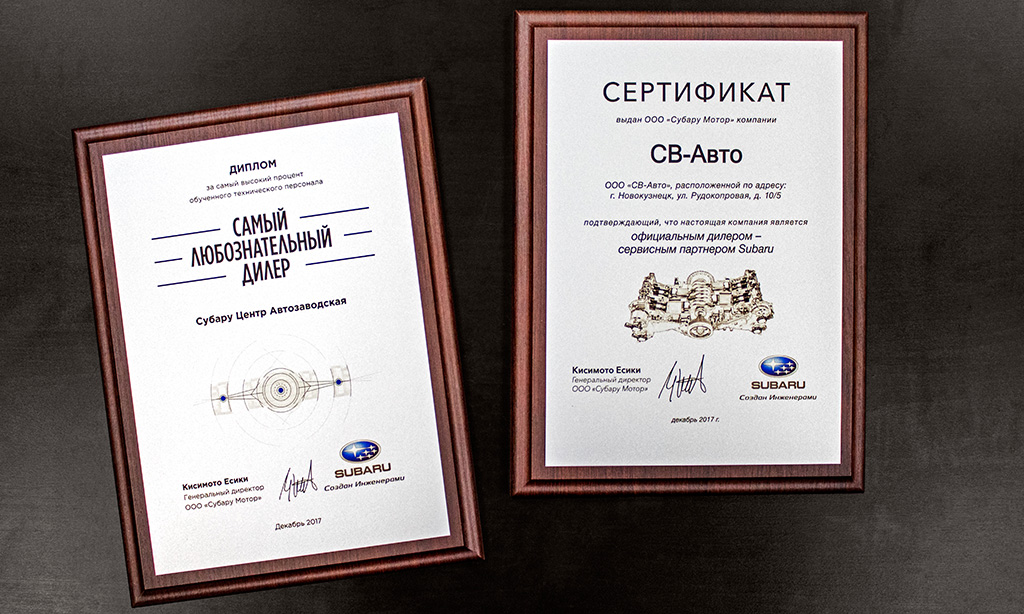 ДИПЛОМ
за самый высокий процент
обученного технического персонала
САМЫЙ
ЛЮБОЗНАТЕЛЬНЫЙ
ДИЛЕР
Субару Центр Автозаводская
Кисимото Есики
Генеральный директор
ООО «Субару Мотор»
SUBARU
Создан Инженерами
Декабрь 2017
СЕРТИФИКАТ
выдан ООО «Субару Мотор» компании
СВ-Авто
ООО «СВ-Авто», расположенной по адресу:
г. Новокузнецк, ул. Рудокопровая, д. 10/5
подтверждающий, что настоящая компания является
официальным дилером –
сервисным партнером Subaru
Кисимото Есики
Генеральный директор
ООО «Субару Мотор»
SUBARU
Создан Инженерами
декабрь 2017 г.